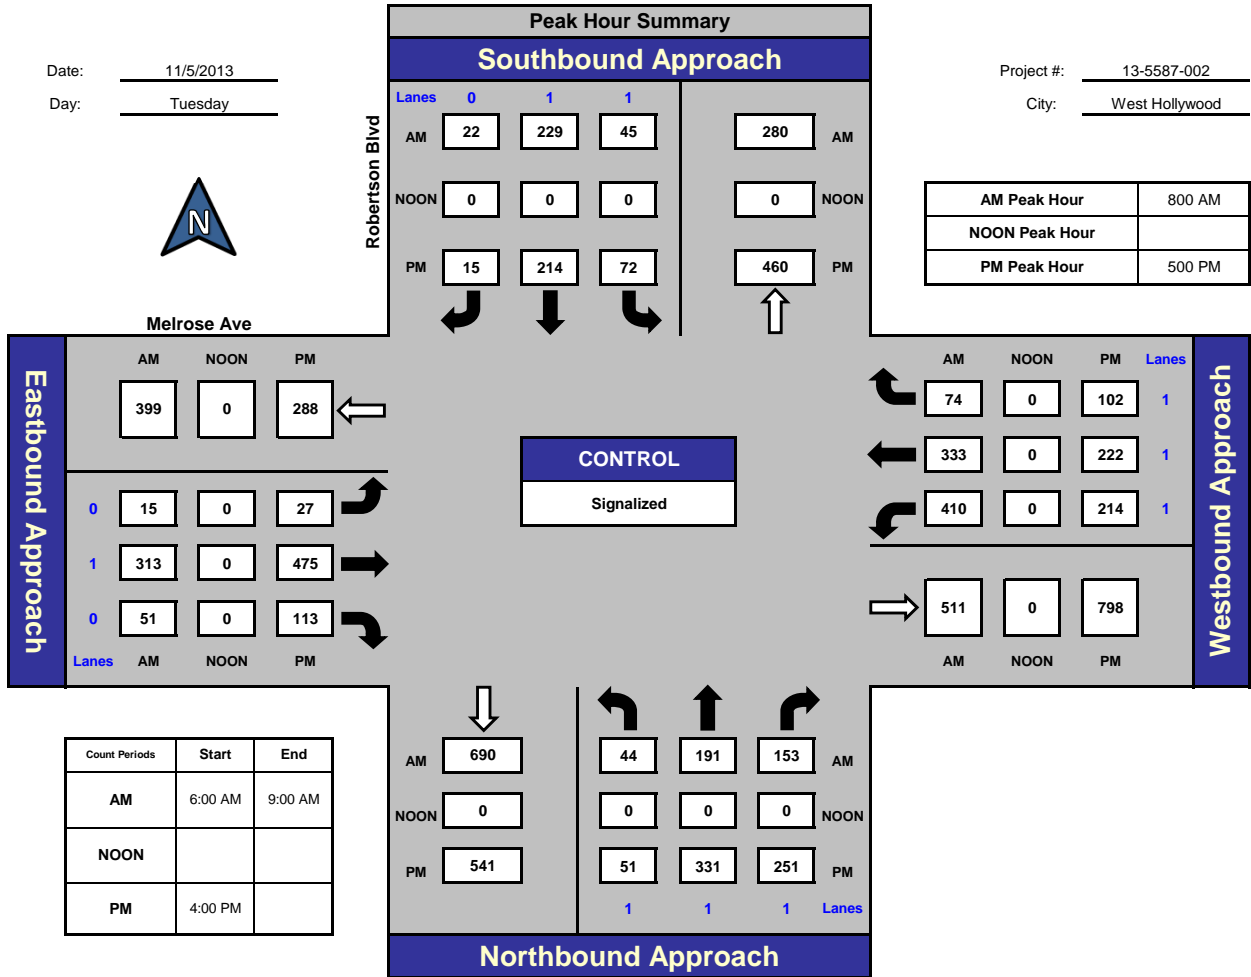 Peak Hour Summary
Southbound Approach
Date: 11/5/2013
Day: Tuesday
Project #: 13-5587-002
City: West Hollywood
N
Robertson Blvd
Lanes 0 1 1
AM 22 229 45 280 AM
NOON 0 0 0 0 NOON
PM 15 214 72 460 PM
AM Peak Hour 800 AM
NOON Peak Hour
PM Peak Hour 500 PM
Melrose Ave
Eastbound Approach
AM NOON PM
399 0 288
0 15 0 27
1 313 0 475
0 51 0 113
Lanes AM NOON PM
CONTROL
Signalized
AM NOON PM Lanes
74 0 102 1
333 0 222 1
410 0 214 1
511 0 798
AM NOON PM
Westbound Approach
Count Periods Start End
AM 6:00 AM 9:00 AM
NOON
PM 4:00 PM
AM 690 44 191 153 AM
NOON 0 0 0 0 NOON
PM 541 51 331 251 PM
1 1 1 Lanes
Northbound Approach